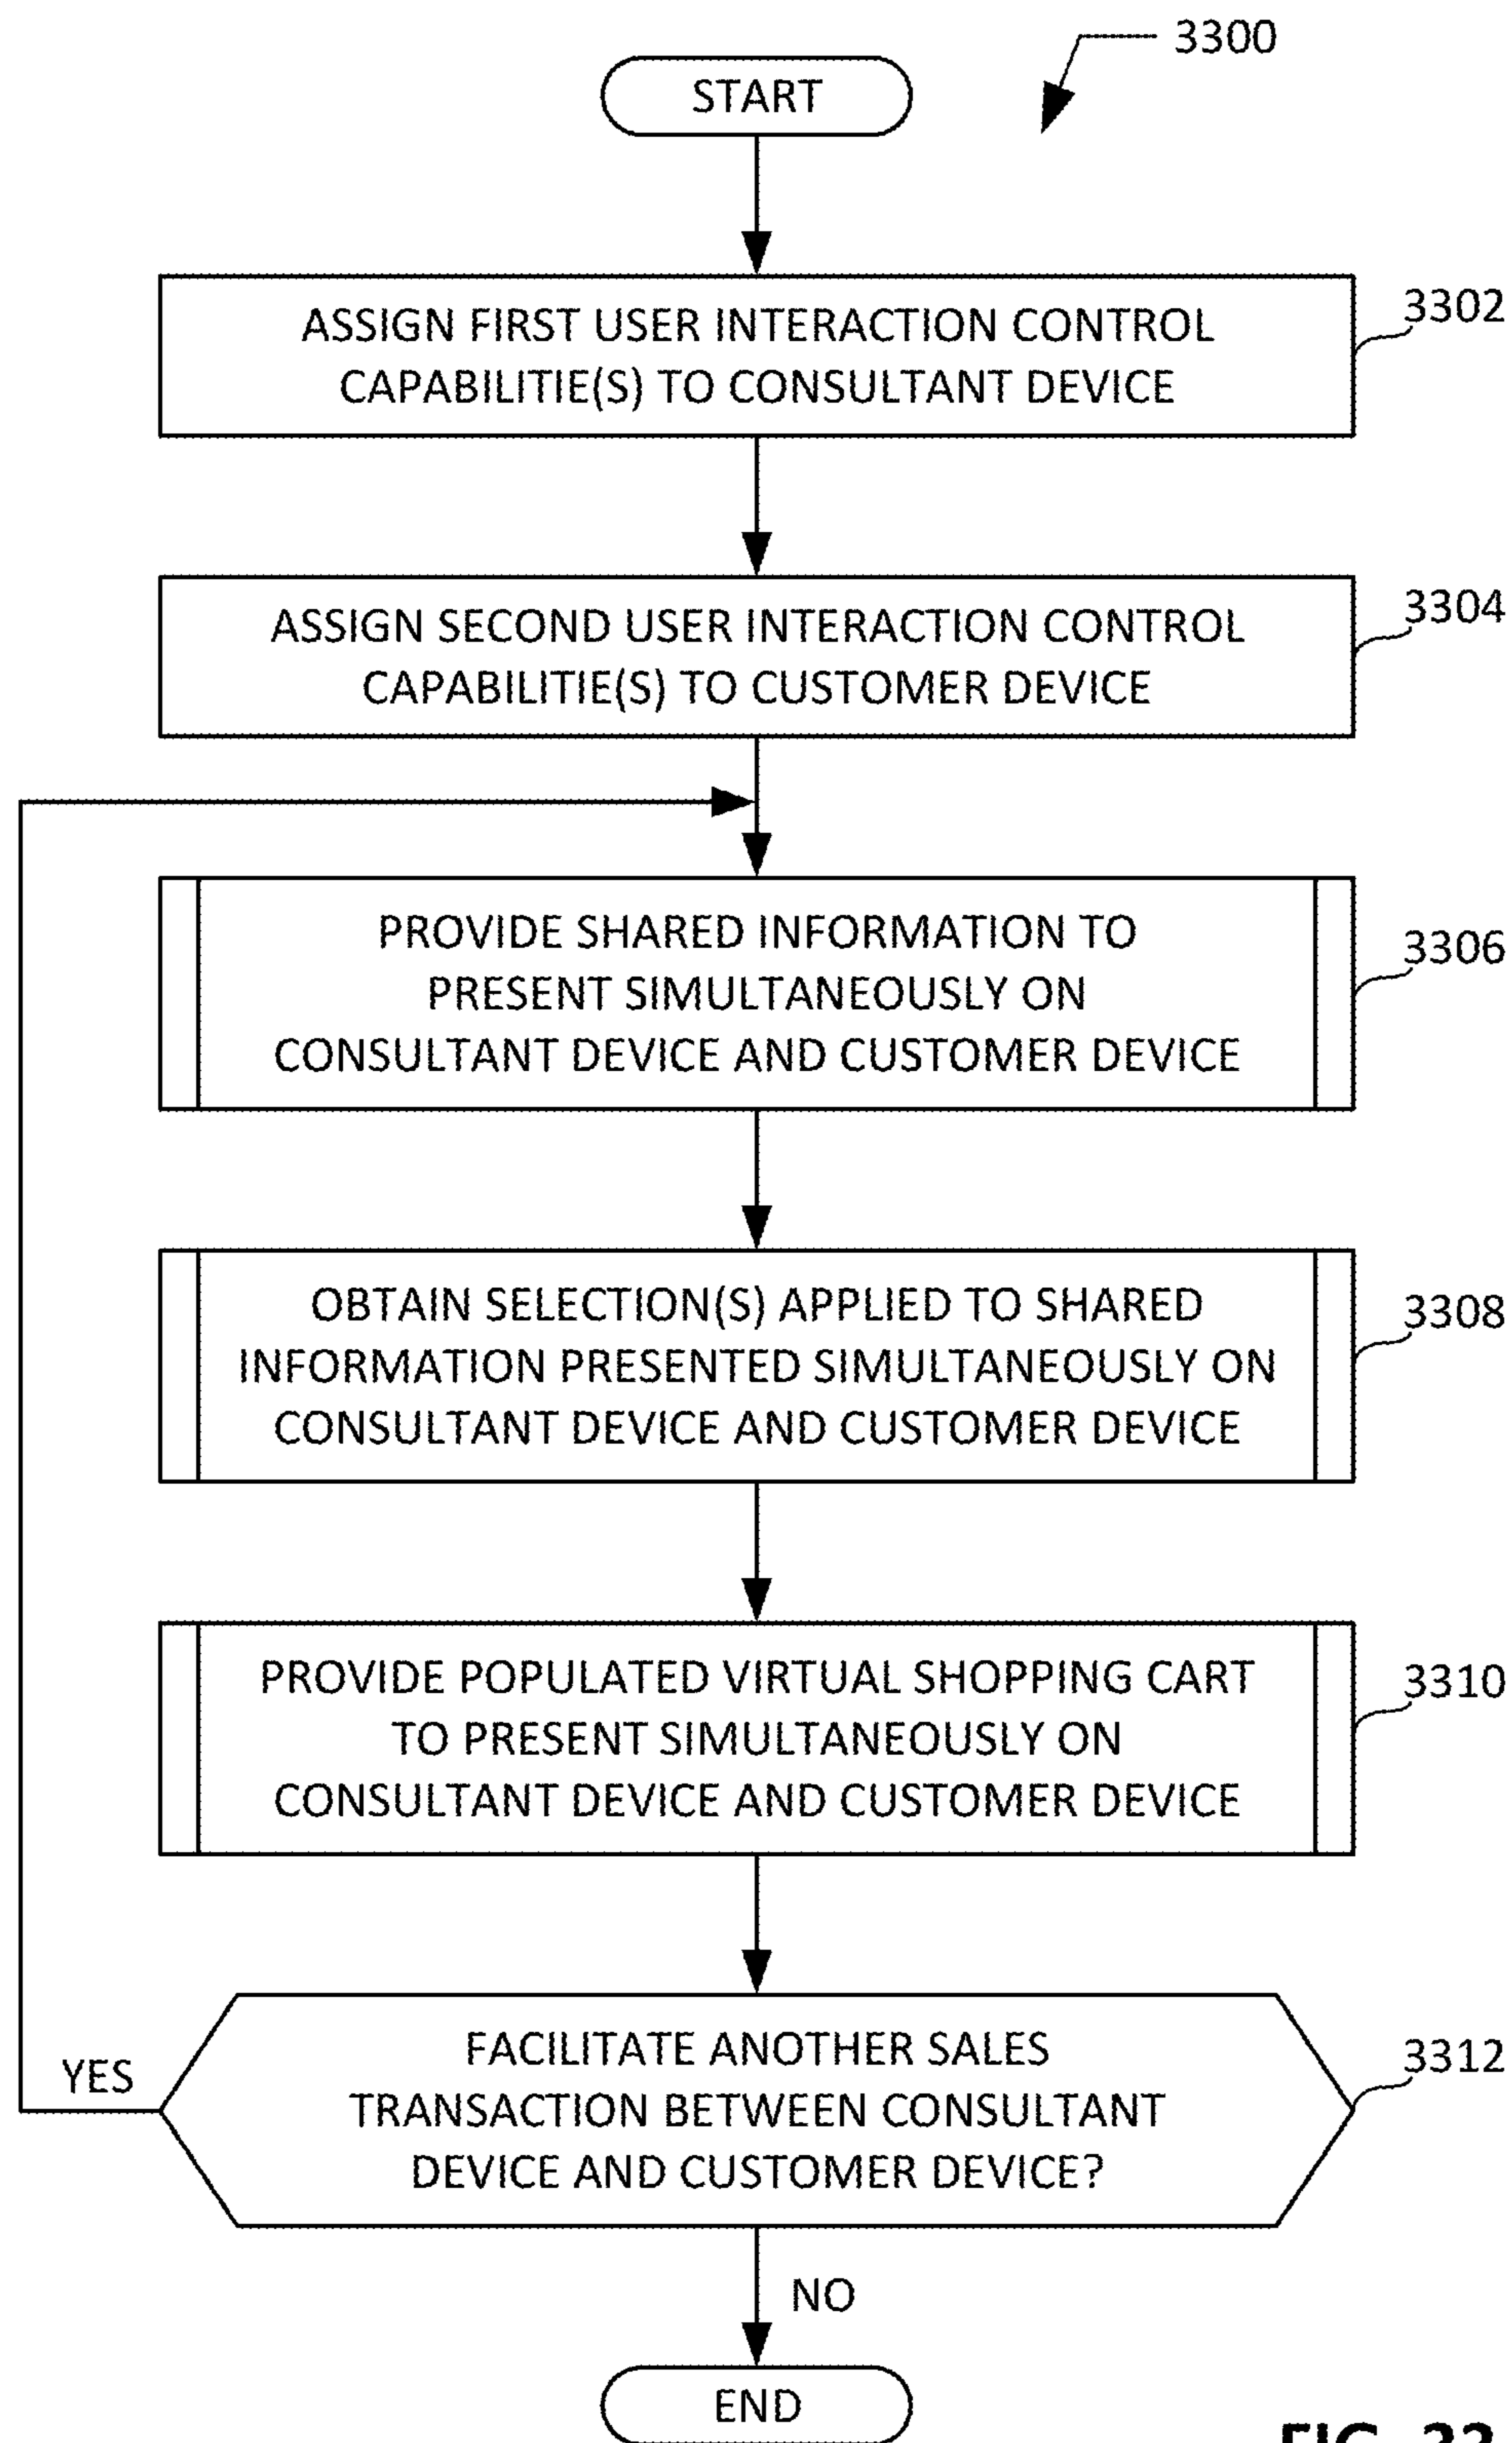 3300
START
ASSIGN FIRST USER INTERACTION CONTROL
CAPABILITIE(S) TO CONSULTANT DEVICE
3302
ASSIGN SECOND USER INTERACTION CONTROL
CAPABILITIE(S) TO CUSTOMER DEVICE
3304
PROVIDE SHARED INFORMATION TO
PRESENT SIMULTANEOUSLY ON
CONSULTANT DEVICE AND CUSTOMER DEVICE
3306
OBTAIN SELECTION(S) APPLIED TO SHARED
INFORMATION PRESENTED SIMULTANEOUSLY ON
CONSULTANT DEVICE AND CUSTOMER DEVICE
3308
PROVIDE POPULATED VIRTUAL SHOPPING CART
TO PRESENT SIMULTANEOUSLY ON
CONSULTANT DEVICE AND CUSTOMER DEVICE
3310
FACILITATE ANOTHER SALES
TRANSACTION BETWEEN CONSULTANT
DEVICE AND CUSTOMER DEVICE?
3312
YES
NO
END
FIG. 33